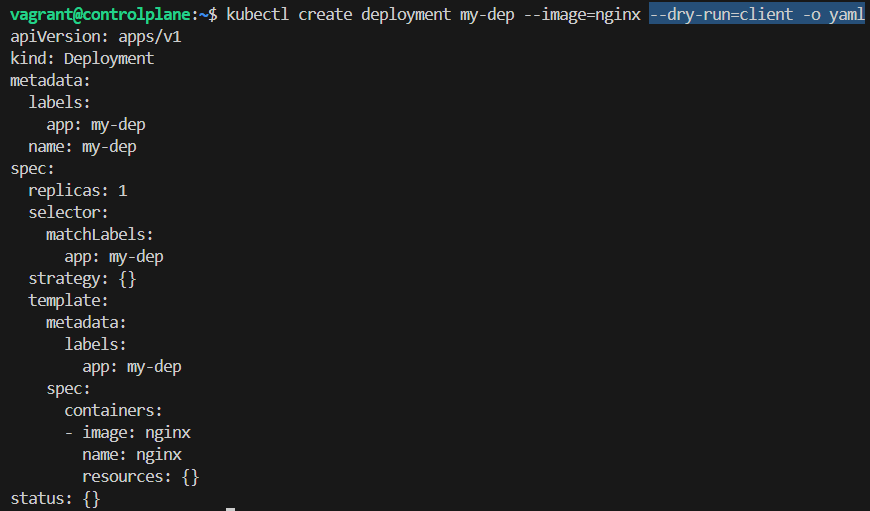 vagrant@controlplane:~$ kubectl create deployment my-dep --image=nginx --dry-run=client -o yaml
apiVersion: apps/v1
kind: Deployment
metadata:
  labels:
    app: my-dep
  name: my-dep
spec:
  replicas: 1
  selector:
    matchLabels:
      app: my-dep
  strategy: {}
  template:
    metadata:
      labels:
        app: my-dep
    spec:
      containers:
      - image: nginx
        name: nginx
        resources: {}
status: {}